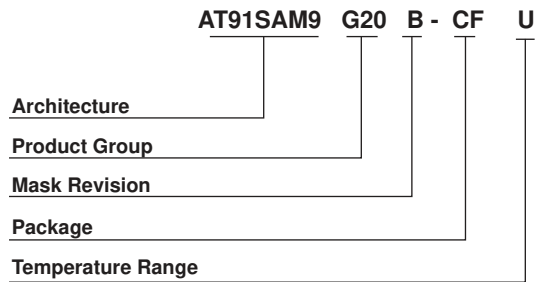 AT91SAM9 G20 B - CF U
Architecture
Product Group
Mask Revision
Package
Temperature Range